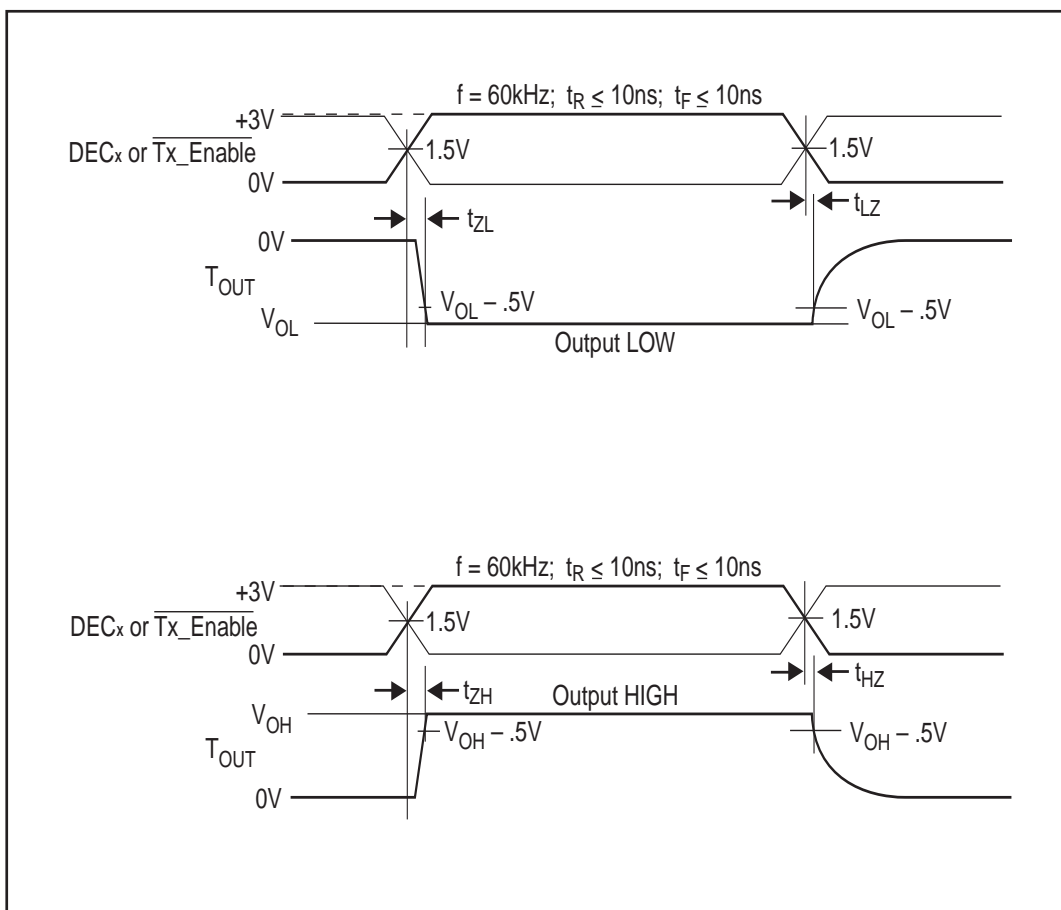 f = 60kHz; tR ≤ 10ns; tF ≤ 10ns
+3V
DECx or Tx_Enable
1.5V
1.5V
0V
tZL
tLZ
0V
TOUT
VOL – .5V
VOL – .5V
VOL
Output LOW
f = 60kHz; tR ≤ 10ns; tF ≤ 10ns
+3V
DECx or Tx_Enable
1.5V
1.5V
0V
tZH
tHZ
Output HIGH
VOH
VOH – .5V
VOH – .5V
TOUT
0V